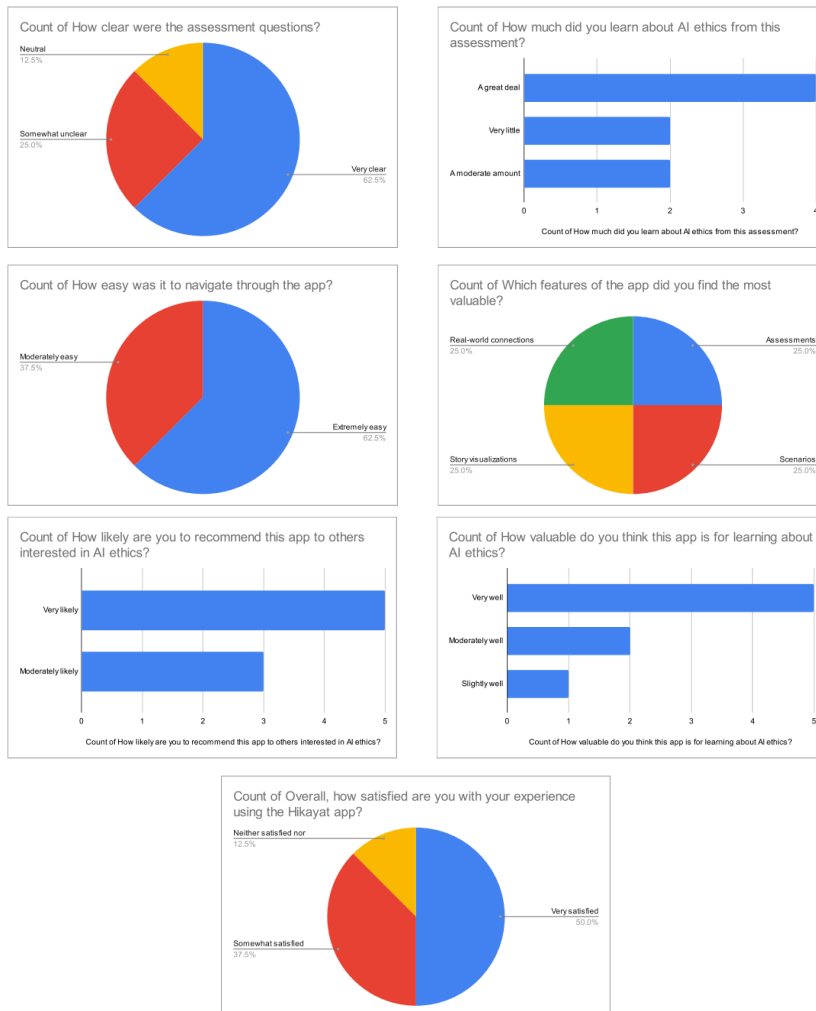 Count of How clear were the assessment questions?
Neutral
12.5%
Somewhat unclear
25.0%
Very clear
62.5%
Count of How much did you learn about AI ethics from this
assessment?
A great deal
Very little
A moderate amount
0 1 2 3 4
Count of How much did you learn about AI ethics from this assessment?
Count of How easy was it to navigate through the app?
Moderately easy
37.5%
Extremely easy
62.5%
Count of Which features of the app did you find the most
valuable?
Real-world connections
25.0%
Assessments
25.0%
Story visualizations
25.0%
Scenarios
25.0%
Count of How likely are you to recommend this app to others
interested in AI ethics?
Very likely
Moderately likely
0 1 2 3 4 5
Count of How likely are you to recommend this app to others interested in AI ethics?
Count of How valuable do you think this app is for learning about
AI ethics?
Very well
Moderately well
Slightly well
0 1 2 3 4 5
Count of How valuable do you think this app is for learning about AI ethics?
Count of Overall, how satisfied are you with your experience
using the Hikayat app?
Neither satisfied nor
12.5%
Somewhat satisfied
37.5%
Very satisfied
50.0%